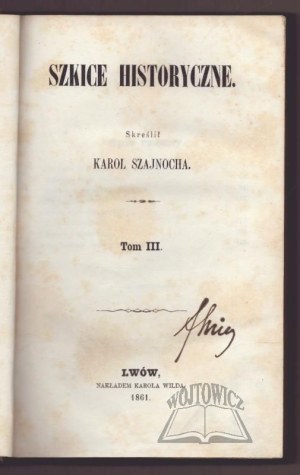 SZKICE HISTORYCZNE.
Skreślił
KAROL SZAJNOCHA.
Tom III.
LWÓW,
NAKŁADEM KAROLA WILDA.
1861.
WÓJTOWICZ